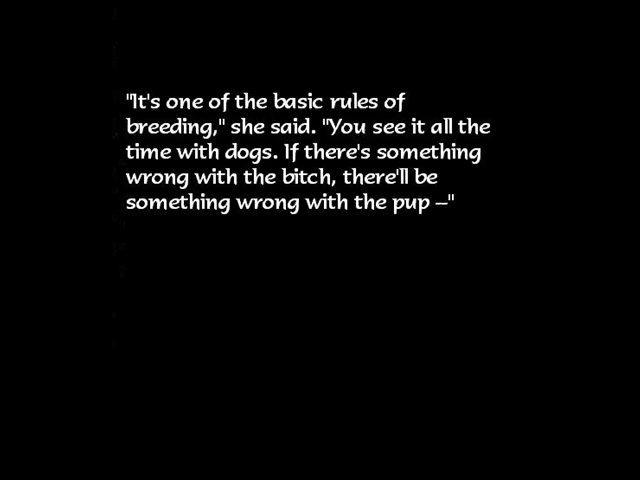 "It's one of the basic rules of
breeding," she said. "You see it all the
time with dogs. If there's something
wrong with the bitch, there'll be
something wrong with the pup —"